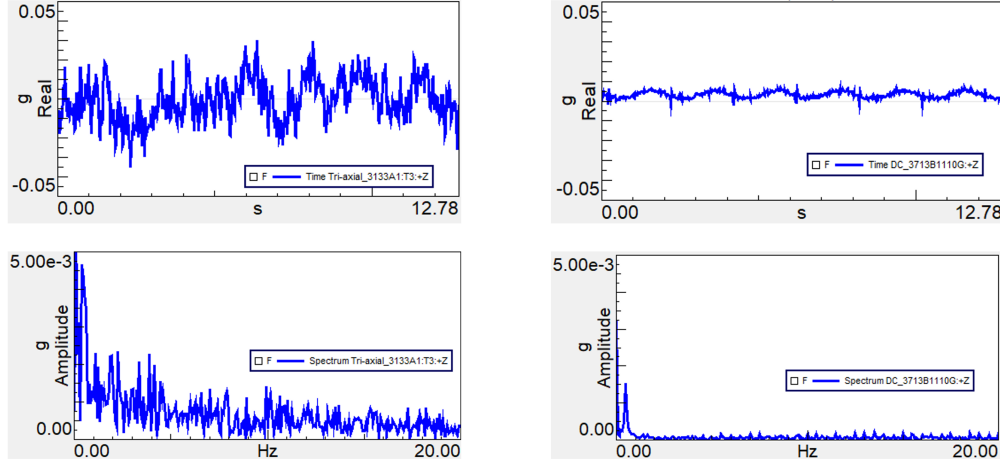 0.05
g
Real
-0.05
F Time Tri-axial_3133A1:T3:+Z
0.00 s 12.78
0.05
g
Real
-0.05
F Time DC_3713B1110G:+Z
0.00 s 12.78
5.00e-3
g
Amplitude
0.00
F Spectrum Tri-axial_3133A1:T3:+Z
0.00 Hz 20.00
5.00e-3
g
Amplitude
0.00
F Spectrum DC_3713B1110G:+Z
0.00 Hz 20.00